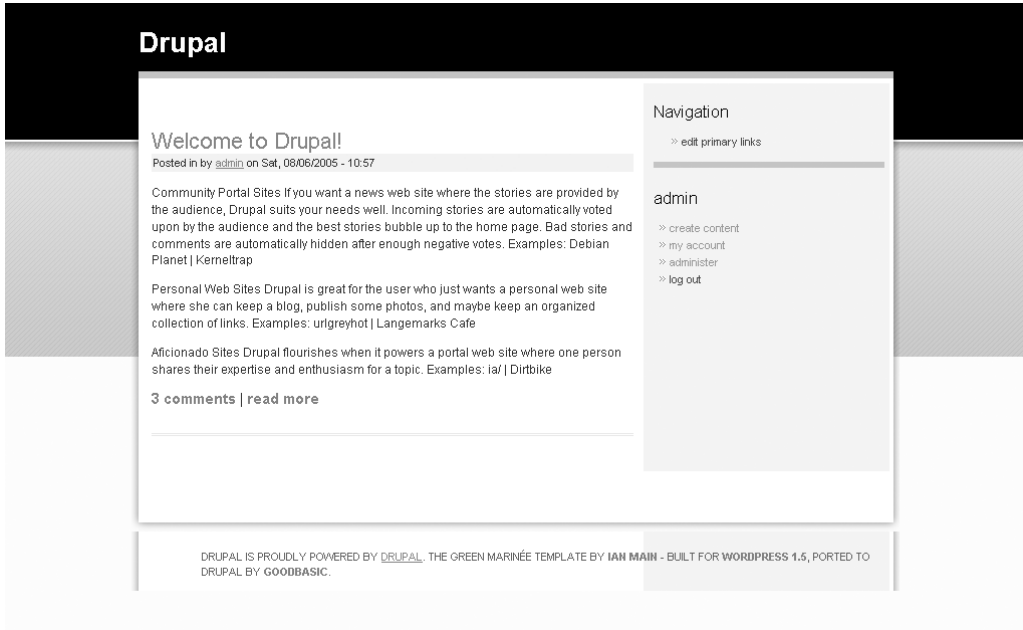 Drupal
Welcome to Drupal!
Posted in by admin on Sat, 08/06/2005 - 10:57
Community Portal Sites If you want a news web site where the stories are provided by
the audience, Drupal suits your needs well. Incoming stories are automatically voted
upon by the audience and the best stories bubble up to the home page. Bad stories and
comments are automatically hidden after enough negative votes. Examples: Debian
Planet | Kerneltrap
Personal Web Sites Drupal is great for the user who just wants a personal web site
where she can keep a blog, publish some photos, and maybe keep an organized
collection of links. Examples: urlgreyhot | Langemarks Cafe
Aficionado Sites Drupal flourishes when it powers a portal web site where one person
shares their expertise and enthusiasm for a topic. Examples: ia/ | Dirtbike
3 comments | read more
Navigation
» edit primary links
admin
» create content
» my account
» administer
» log out
DRUPAL IS PROUDLY POWERED BY DRUPAL. THE GREEN MARINÉE TEMPLATE BY IAN MAIN - BUILT FOR WORDPRESS 1.5, PORTED TO
DRUPAL BY GOODBASIC.